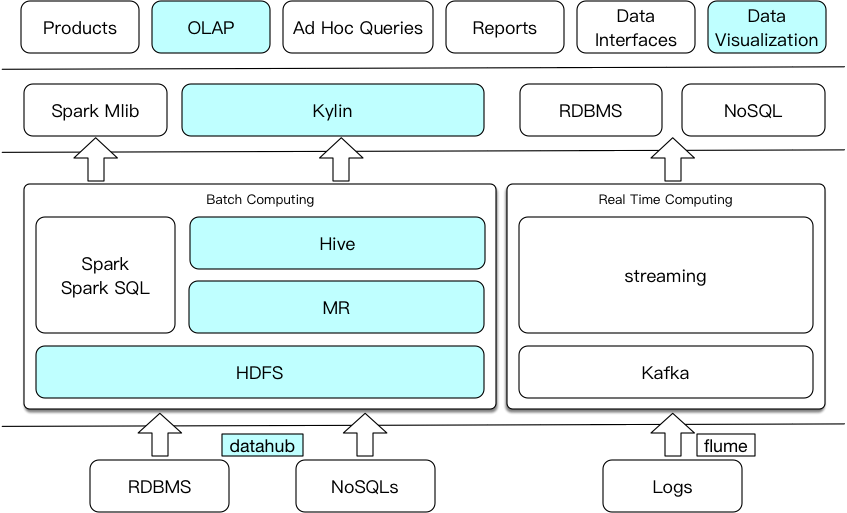 Products
OLAP
Ad Hoc Queries
Reports
Data
Interfaces
Data
Visualization
Spark Mlib
Kylin
RDBMS
NoSQL
Batch Computing
Real Time Computing
Spark
Spark SQL
Hive
MR
HDFS
streaming
Kafka
datahub
flume
RDBMS
NoSQLs
Logs